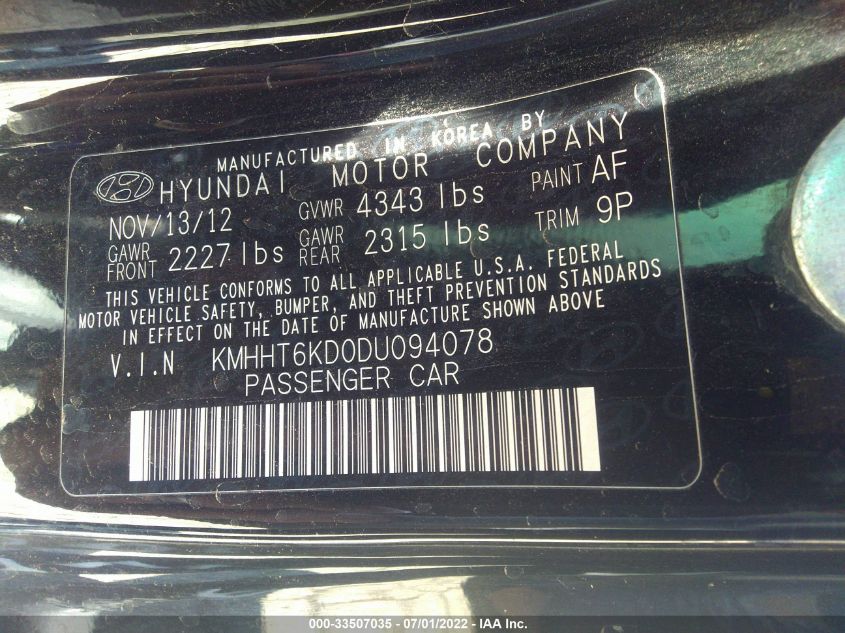 MANUFACTURED IN KOREA BY
HYUNDAI MOTOR COMPANY
NOV/13/12 GVWR 4343 lbs PAINT AF
GAWR FRONT 2227 lbs GAWR REAR 2315 lbs TRIM 9P
THIS VEHICLE CONFORMS TO ALL APPLICABLE U.S.A. FEDERAL
MOTOR VEHICLE SAFETY, BUMPER, AND THEFT PREVENTION STANDARDS
IN EFFECT ON THE DATE OF MANUFACTURE SHOWN ABOVE
V.I.N KMHHT6KD0DU094078
PASSENGER CAR
000-33507035 - 07/01/2022 - IAA Inc.